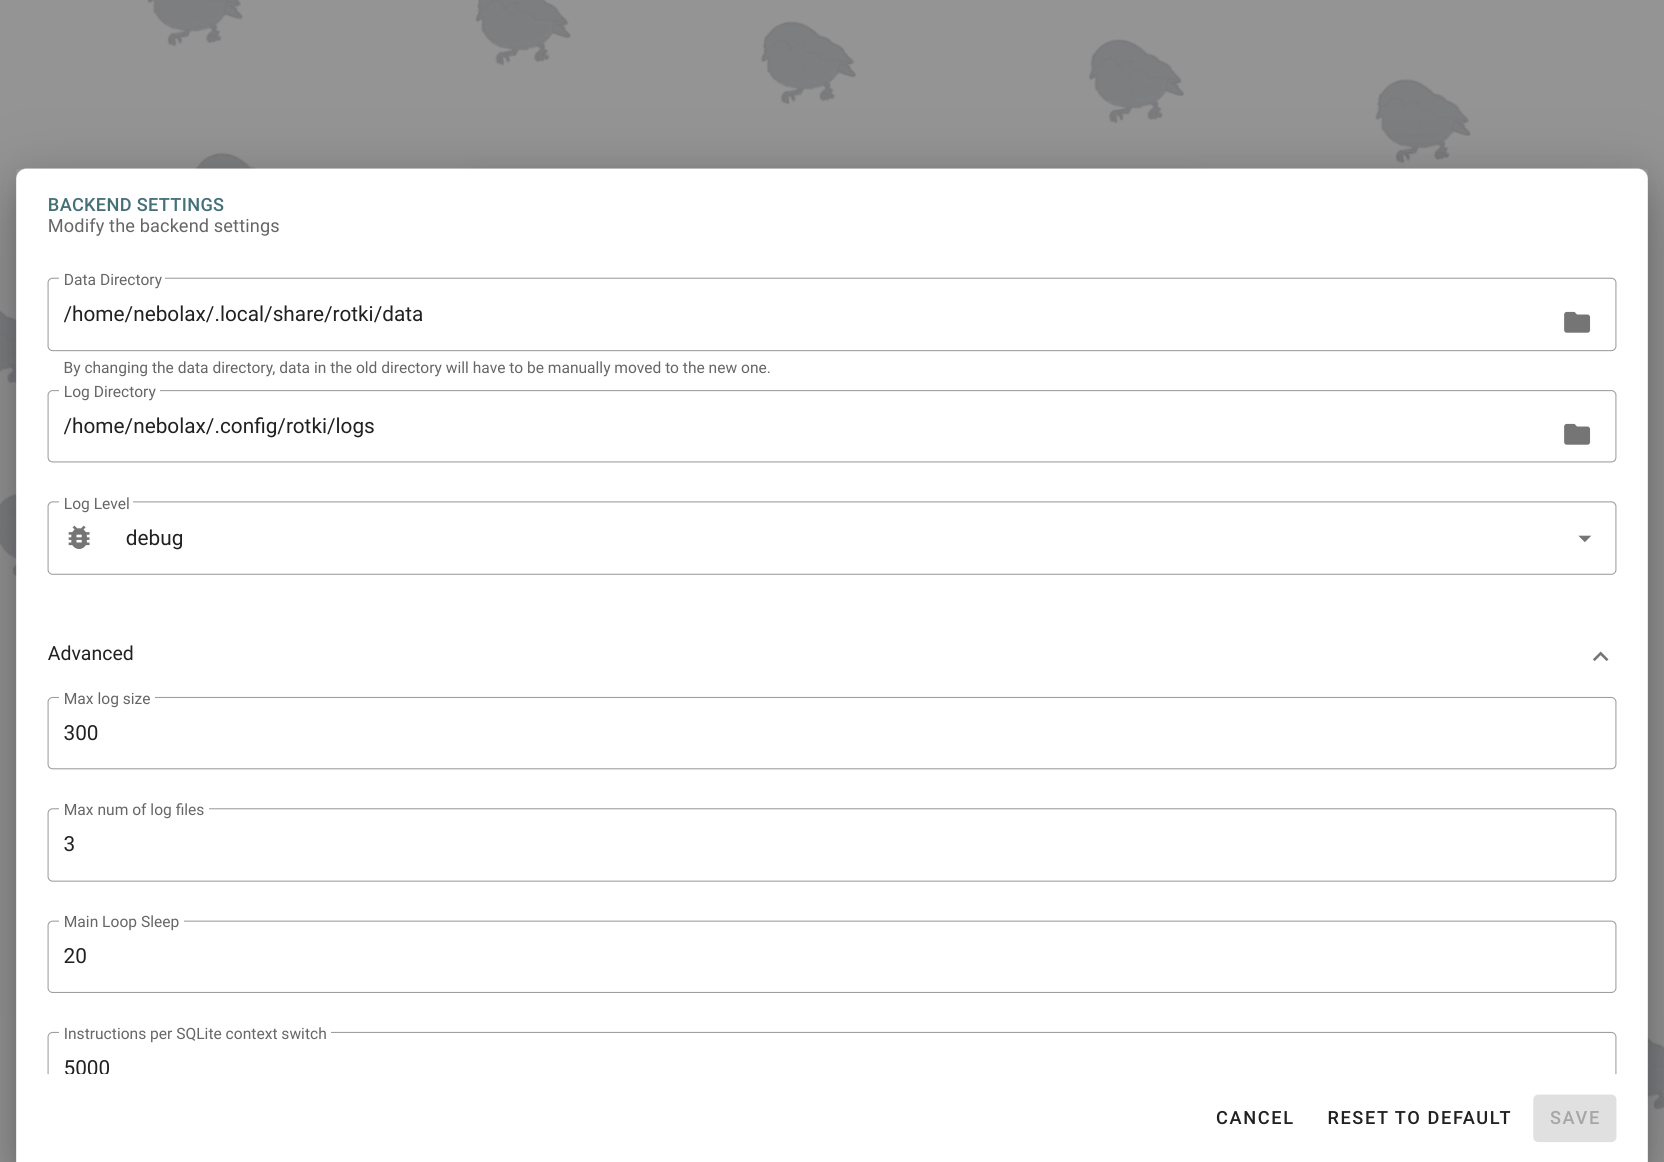 BACKEND SETTINGS
Modify the backend settings
Data Directory
/home/nebolax/.local/share/rotki/data
By changing the data directory, data in the old directory will have to be manually moved to the new one.
Log Directory
/home/nebolax/.config/rotki/logs
Log Level
debug
Advanced
Max log size
300
Max num of log files
3
Main Loop Sleep
20
Instructions per SQLite context switch
5000
CANCEL RESET TO DEFAULT SAVE